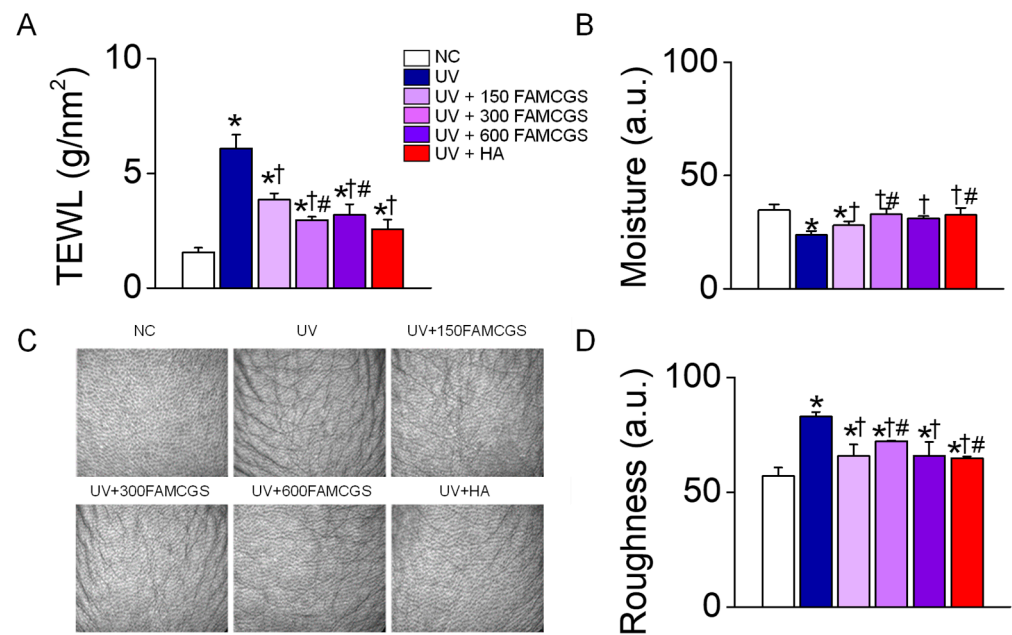 A
TEWL (g/nm²)
10
5
0
*
*†
*†#
*†#
*†
NC
UV
UV + 150 FAMCGS
UV + 300 FAMCGS
UV + 600 FAMCGS
UV + HA
B
Moisture (a.u.)
100
50
0
*
*†
†#
†
†#
C
NC
UV
UV+150FAMCGS
UV+300FAMCGS
UV+600FAMCGS
UV+HA
D
Roughness (a.u.)
100
50
0
*
*†
*†#
*†
*†#